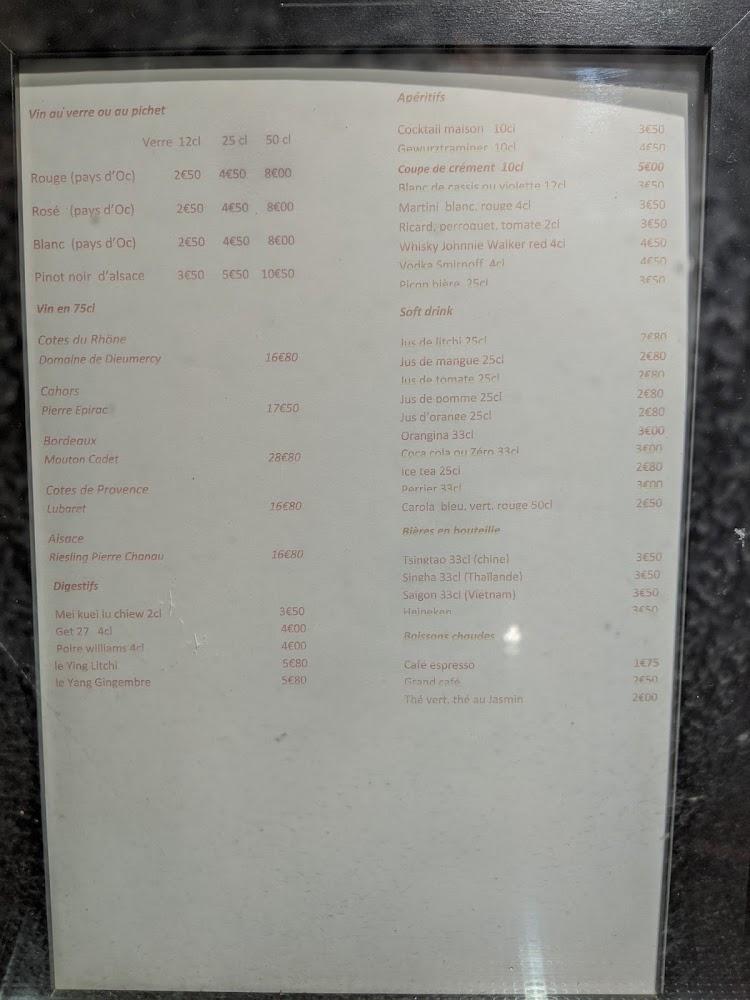 Vin au verre ou au pichet
Verre 12cl 25 cl 50 cl
Rouge (pays d'Oc) 2€50 4€50 8€00
Rosé (pays d'Oc) 2€50 4€50 8€00
Blanc (pays d'Oc) 2€50 4€50 8€00
Pinot noir d'alsace 3€50 5€50 10€50
Vin en 75cl
Cotes du Rhône
Domaine de Dieumercy 16€80
Cahors
Pierre Epirac 17€50
Bordeaux
Mouton Cadet 28€80
Cotes de Provence
Lubaret 16€80
Alsace
Riesling Pierre Chanau 16€80
Digestifs
Mei kuei lu chiew 2cl 3€50
Get 27 4cl 4€00
Poire williams 4cl 4€00
le Ying Litchi 5€80
le Yang Gingembre 5€80
Apéritifs
Cocktail maison 10cl 3€50
Gewurztraminer 10cl 4€50
Coupe de crément 10cl 5€00
Blanc de cassis ou violette 12cl 3€50
Martini blanc, rouge 4cl 3€50
Ricard, perroquet, tomate 2cl 3€50
Whisky Johnnie Walker red 4cl 4€50
Vodka Smirnoff 4cl 4€50
Picon bière 25cl 3€50
Soft drink
Jus de litchi 25cl 2€80
Jus de mangue 25cl 2€80
Jus de tomate 25cl 2€80
Jus de pomme 25cl 2€80
Jus d'orange 25cl 2€80
Orangina 33cl 3€00
Coca cola ou Zéro 33cl 3€00
Ice tea 25cl 2€80
Perrier 33cl 3€00
Carola bleu, vert, rouge 50cl 2€50
Bières en bouteille
Tsingtao 33cl (chine) 3€50
Singha 33cl (Thaïlande) 3€50
Saigon 33cl (Vietnam) 3€50
Heineken 3€50
Boissons chaudes
Café espresso 1€75
Grand café 2€50
Thé vert, thé au Jasmin 2€00